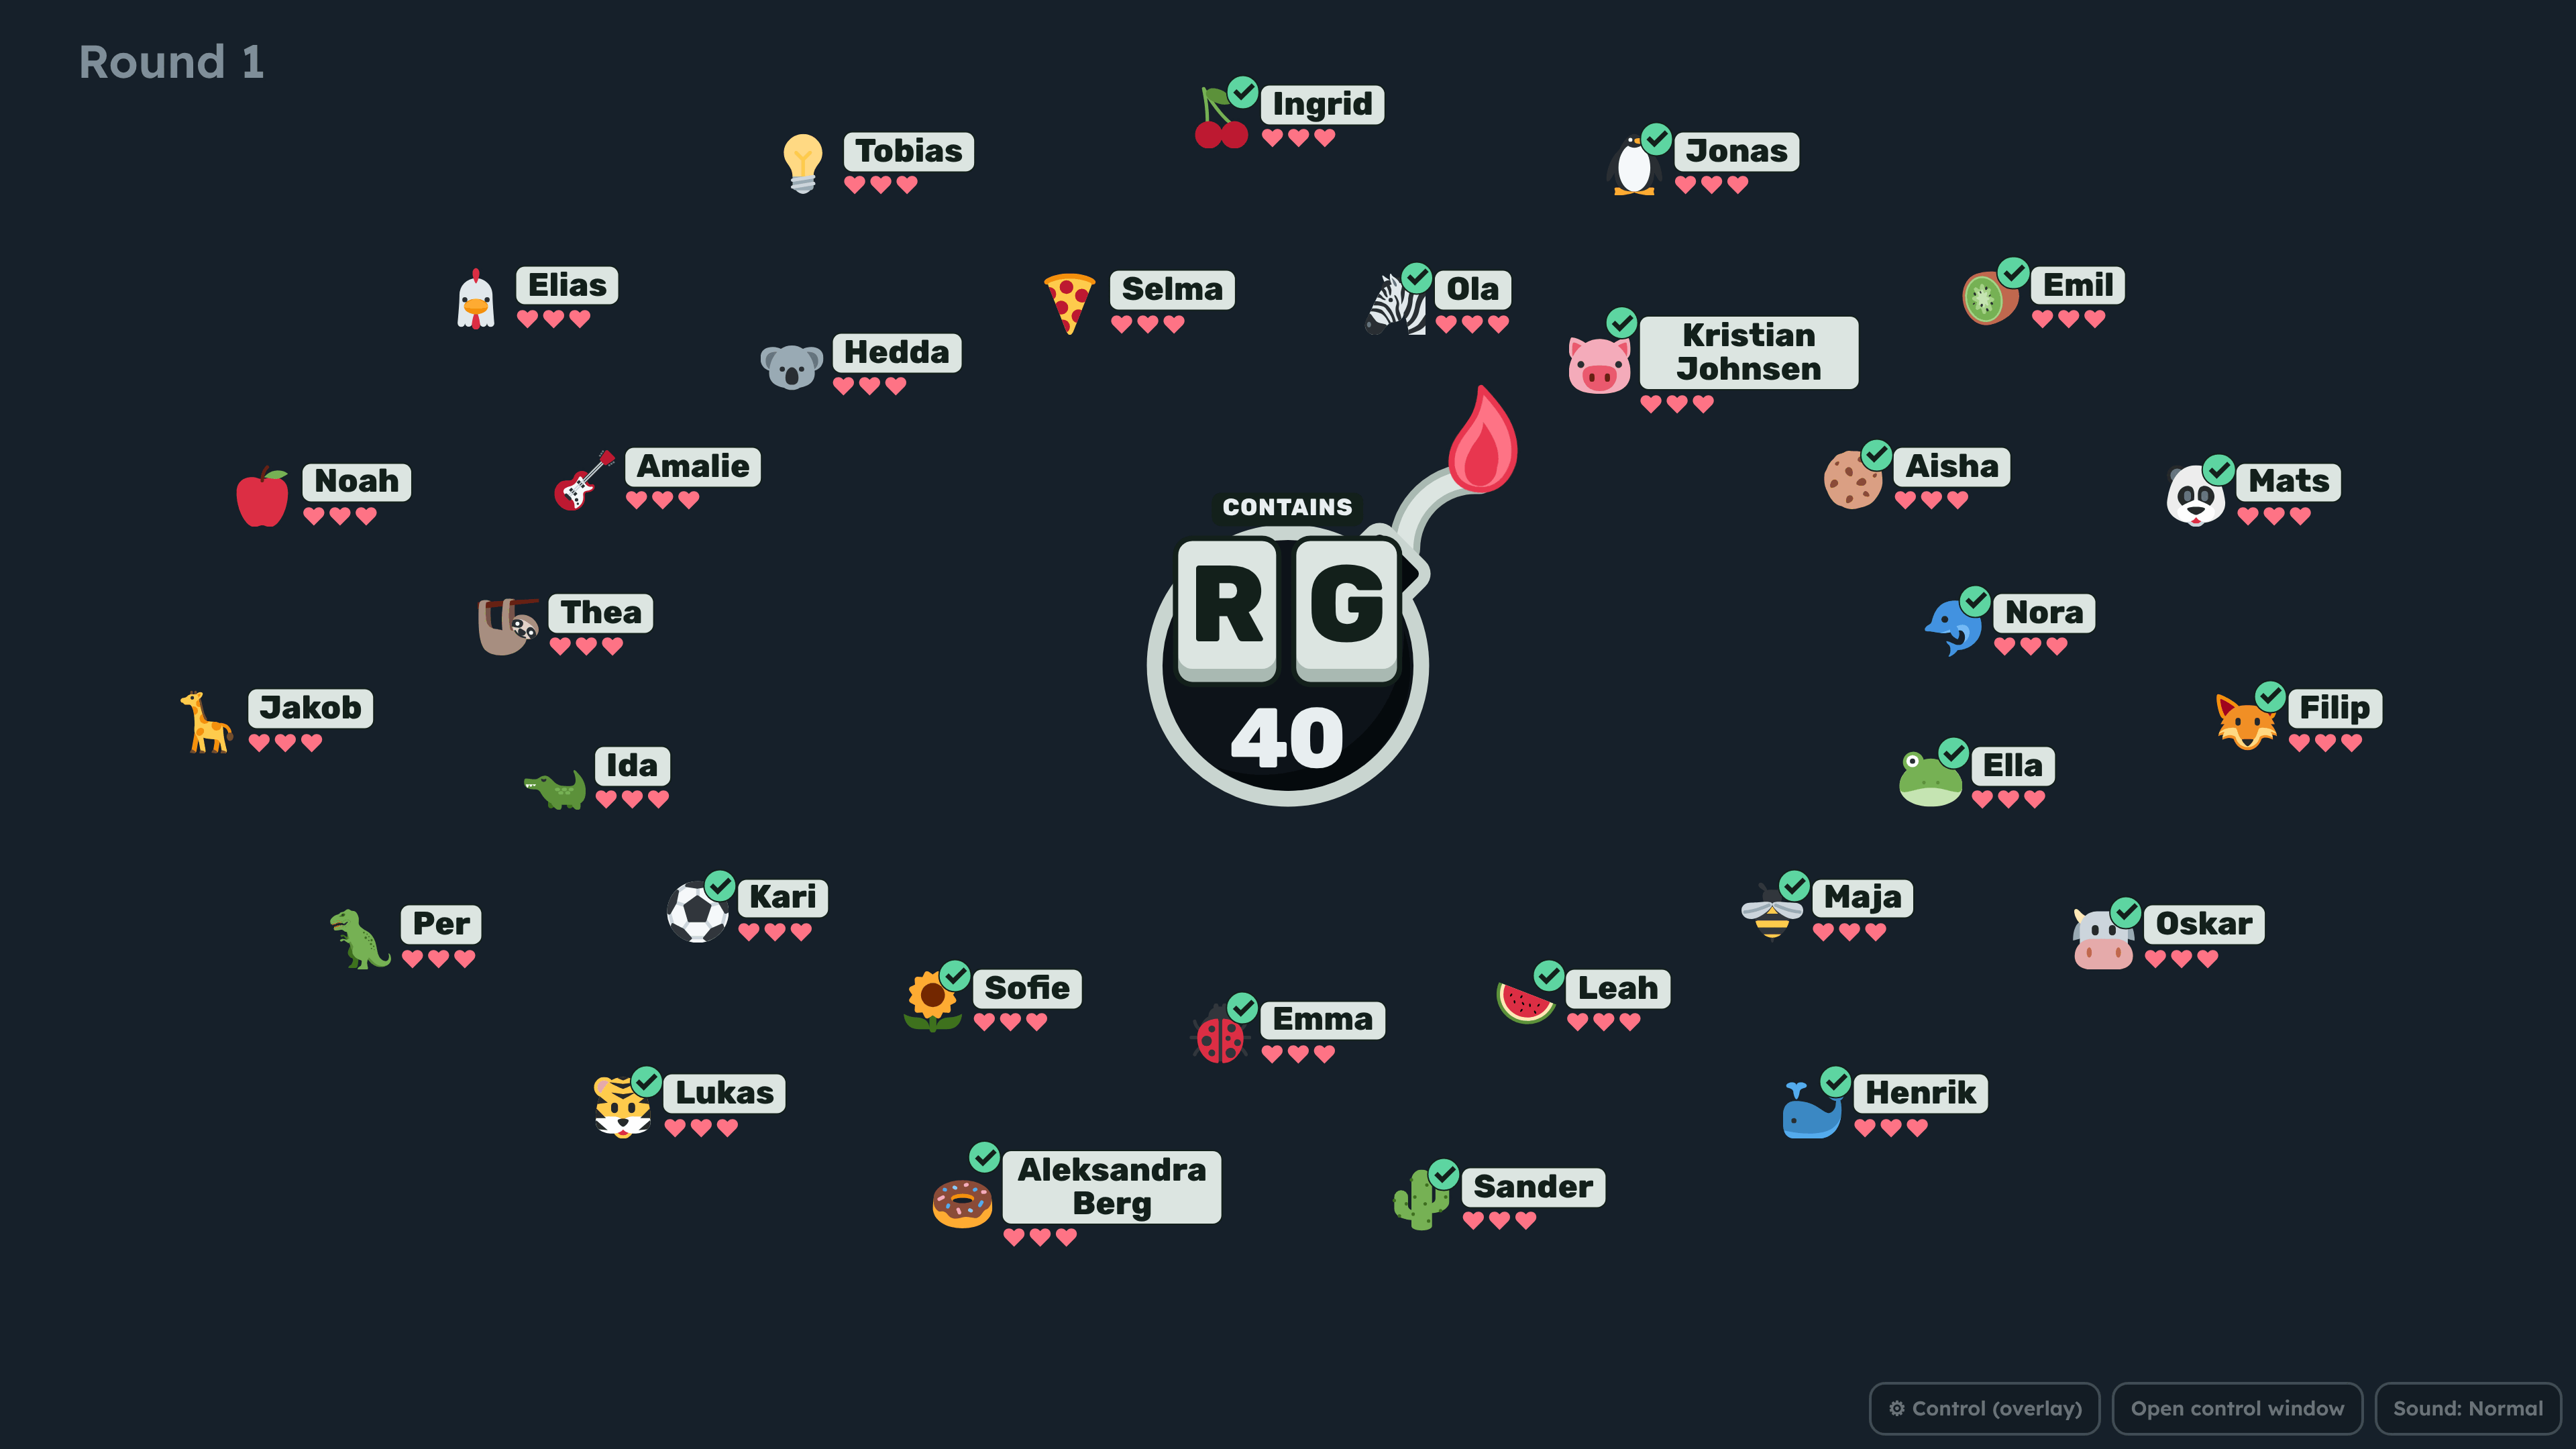 Round 1
Ingrid
Tobias
Jonas
Elias
Selma
Ola
Emil
Kristian
Johnsen
Hedda
Amalie
Aisha
Noah
Mats
CONTAINS
R G
Thea
Nora
Jakob
Filip
40
Ida
Ella
Kari
Maja
Per
Oskar
Sofie
Leah
Emma
Lukas
Henrik
Aleksandra
Berg
Sander
⚙ Control (overlay)
Open control window
Sound: Normal